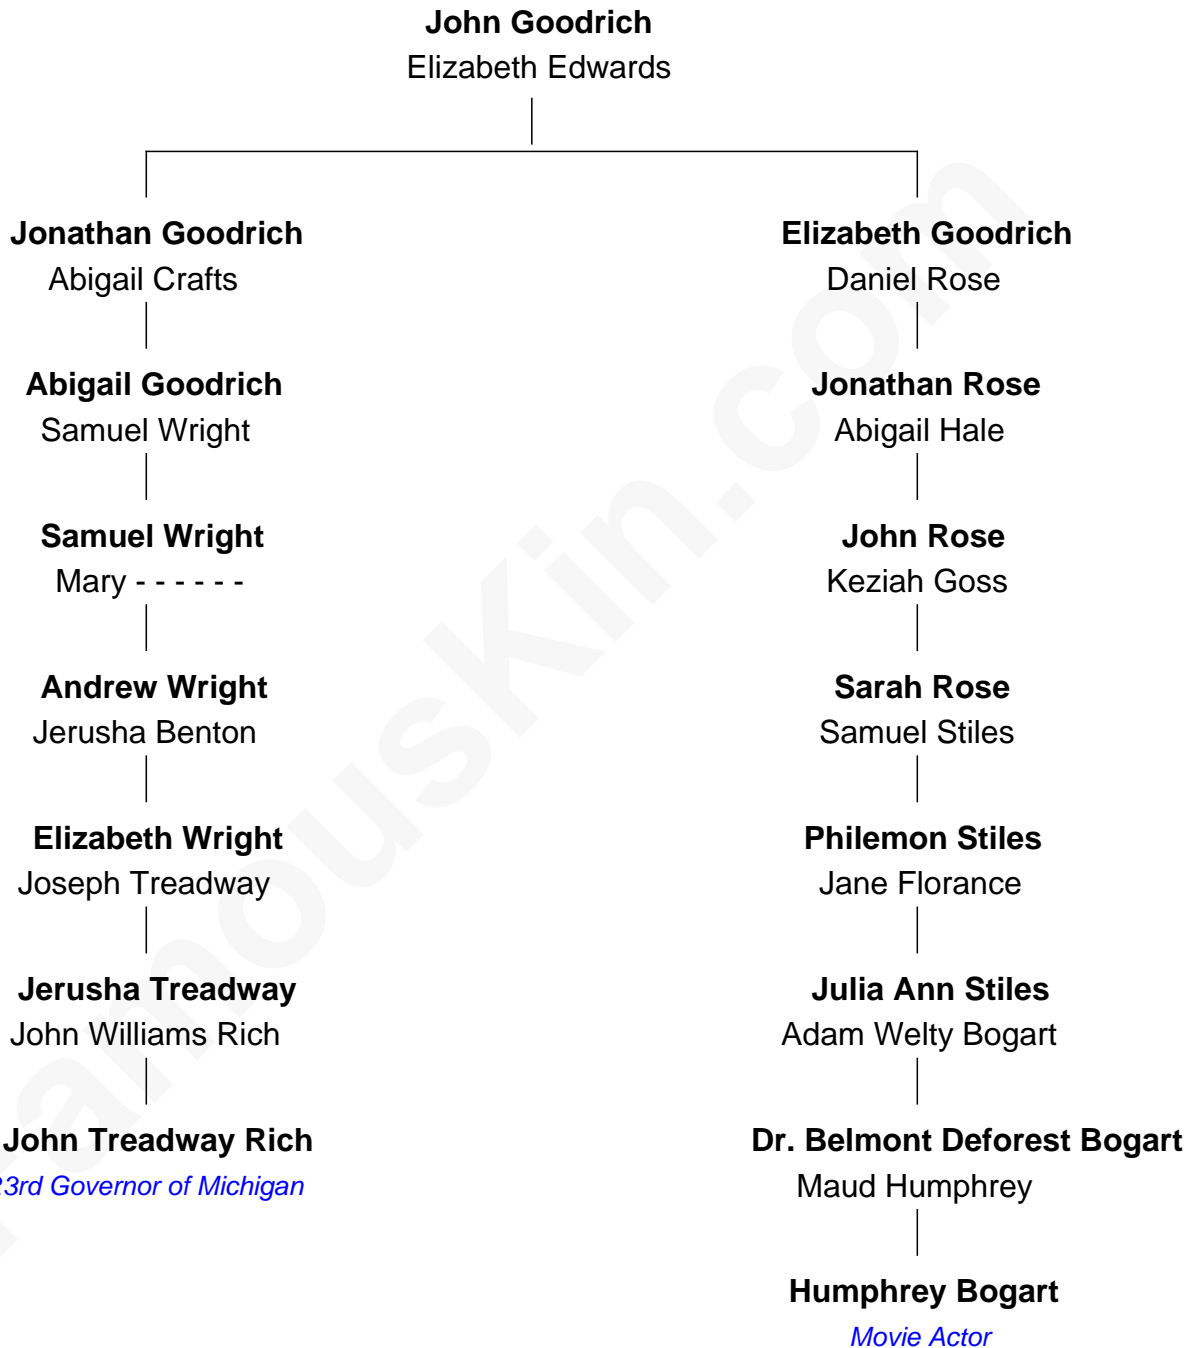 John Goodrich
Elizabeth Edwards
Jonathan Goodrich
Abigail Crafts
Elizabeth Goodrich
Daniel Rose
Abigail Goodrich
Samuel Wright
Jonathan Rose
Abigail Hale
Samuel Wright
Mary - - - - - -
John Rose
Keziah Goss
Andrew Wright
Jerusha Benton
Sarah Rose
Samuel Stiles
Elizabeth Wright
Joseph Treadway
Philemon Stiles
Jane Florance
Jerusha Treadway
John Williams Rich
Julia Ann Stiles
Adam Welty Bogart
John Treadway Rich
23rd Governor of Michigan
Dr. Belmont Deforest Bogart
Maud Humphrey
Humphrey Bogart
Movie Actor
FamousKin.com